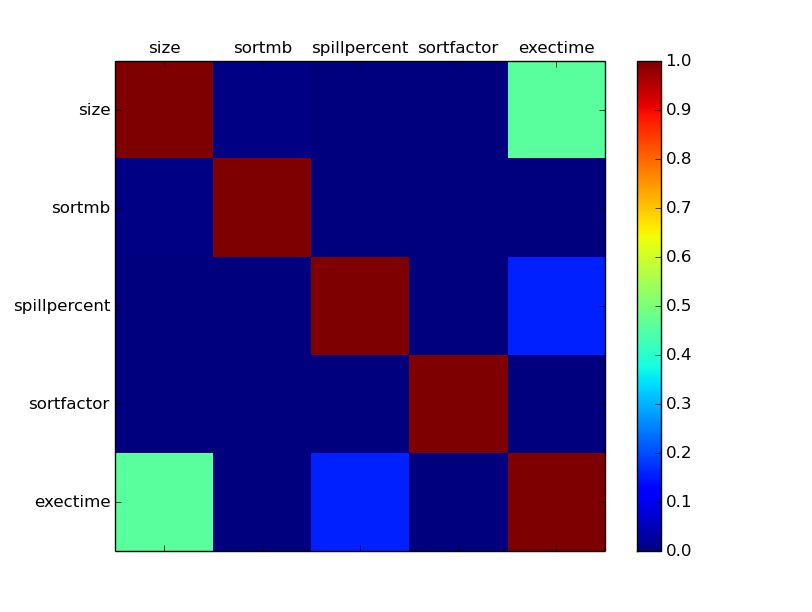 size sortmb spillpercent sortfactor exectime
size
sortmb
spillpercent
sortfactor
exectime
1.0
0.9
0.8
0.7
0.6
0.5
0.4
0.3
0.2
0.1
0.0